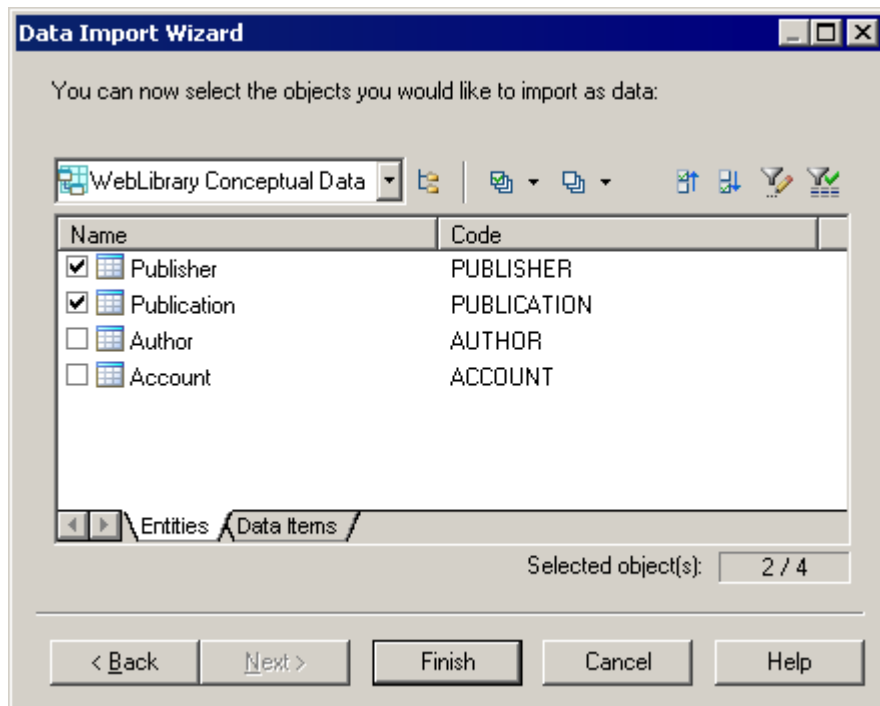 Data Import Wizard
You can now select the objects you would like to import as data:
WebLibrary Conceptual Data
Name Code
Publisher PUBLISHER
Publication PUBLICATION
Author AUTHOR
Account ACCOUNT
Entities Data Items
Selected object(s): 2 / 4
< Back Next > Finish Cancel Help